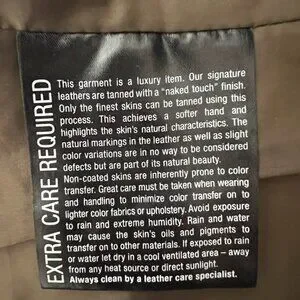 EXTRA CARE REQUIRED
This garment is a luxury item. Our signature
leathers are tanned with a "naked touch" finish.
Only the finest skins can be tanned using this
process. This achieves a softer hand and
highlights the skin's natural characteristics. The
natural markings in the leather as well as slight
color variations are in no way to be considered
defects but are part of its natural beauty.
Non-coated skins are inherently prone to color
transfer. Great care must be taken when wearing
and handling to minimize color transfer on to
lighter color fabrics or upholstery. Avoid exposure
to rain and extreme humidity. Rain and water
may cause the skin's oils and pigments to
transfer on to other materials. If exposed to rain
or water let dry in a cool ventilated area – away
from any heat source or direct sunlight.
Always clean by a leather care specialist.